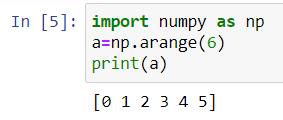 In [5]: import numpy as np
a=np.arange(6)
print(a)
[0 1 2 3 4 5]